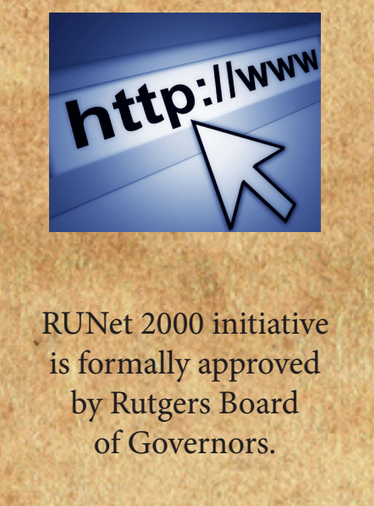 http://www
RUNet 2000 initiative
is formally approved
by Rutgers Board
of Governors.